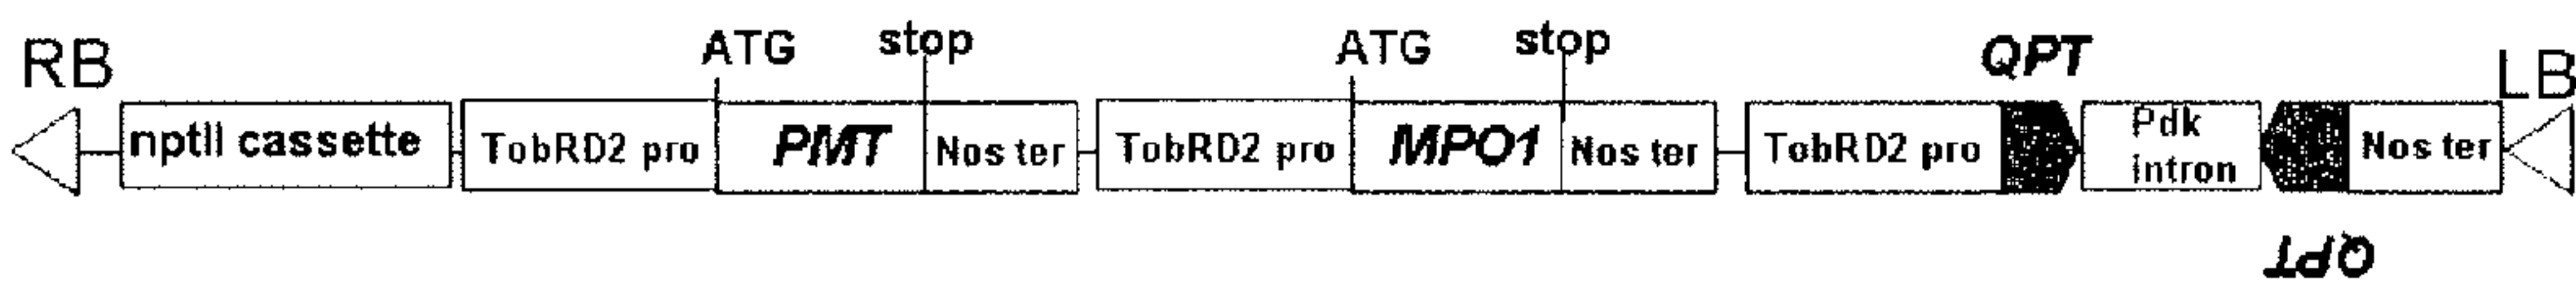 RB ATG stop ATG stop QPT LB
nptII cassette TobRD2 pro PMT Nos ter TobRD2 pro MPO1 Nos ter TobRD2 pro Pdk intron Nos ter
QPT